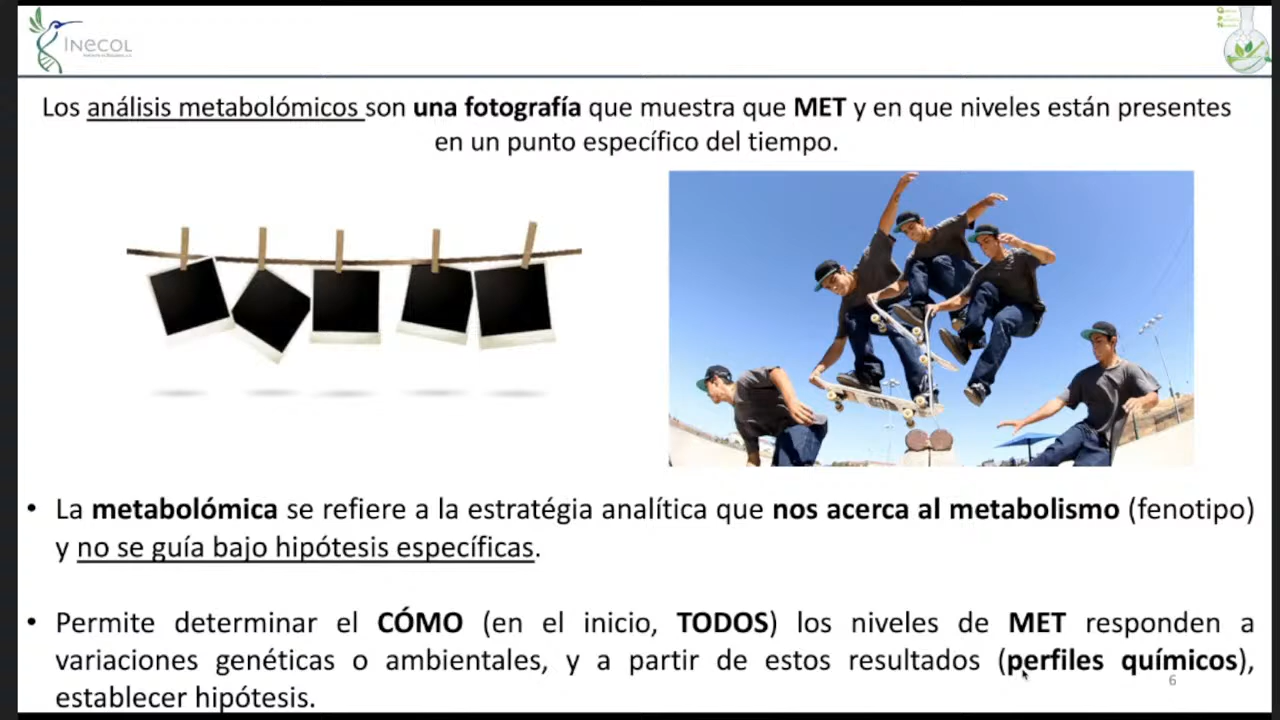 INECOL
Los análisis metabolómicos son una fotografía que muestra que MET y en que niveles están presentes
en un punto específico del tiempo.
• La metabolómica se refiere a la estratégia analítica que nos acerca al metabolismo (fenotipo)
y no se guía bajo hipótesis específicas.
• Permite determinar el CÓMO (en el inicio, TODOS) los niveles de MET responden a
variaciones genéticas o ambientales, y a partir de estos resultados (perfiles químicos),
establecer hipótesis.
6